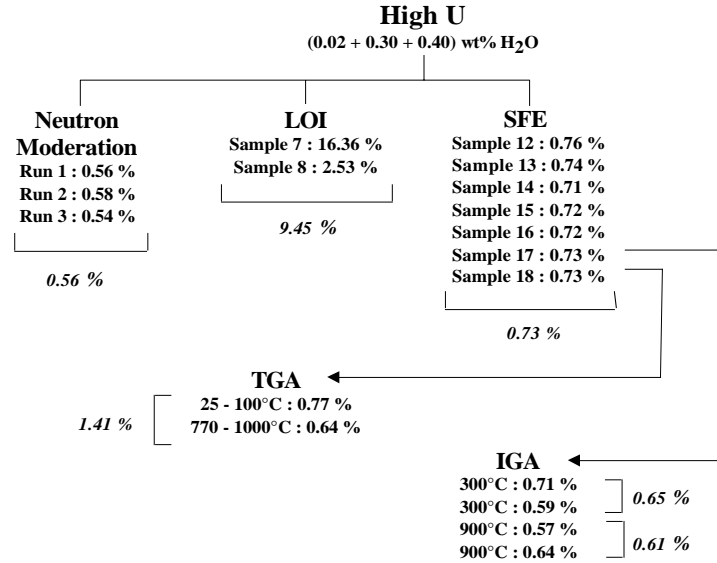 High U
(0.02 + 0.30 + 0.40) wt% H₂O
Neutron
Moderation
Run 1 : 0.56 %
Run 2 : 0.58 %
Run 3 : 0.54 %
0.56 %
LOI
Sample 7 : 16.36 %
Sample 8 : 2.53 %
9.45 %
SFE
Sample 12 : 0.76 %
Sample 13 : 0.74 %
Sample 14 : 0.71 %
Sample 15 : 0.72 %
Sample 16 : 0.72 %
Sample 17 : 0.73 %
Sample 18 : 0.73 %
0.73 %
TGA
25 - 100°C : 0.77 %
770 - 1000°C : 0.64 %
1.41 %
IGA
300°C : 0.71 %
300°C : 0.59 %
0.65 %
900°C : 0.57 %
900°C : 0.64 %
0.61 %